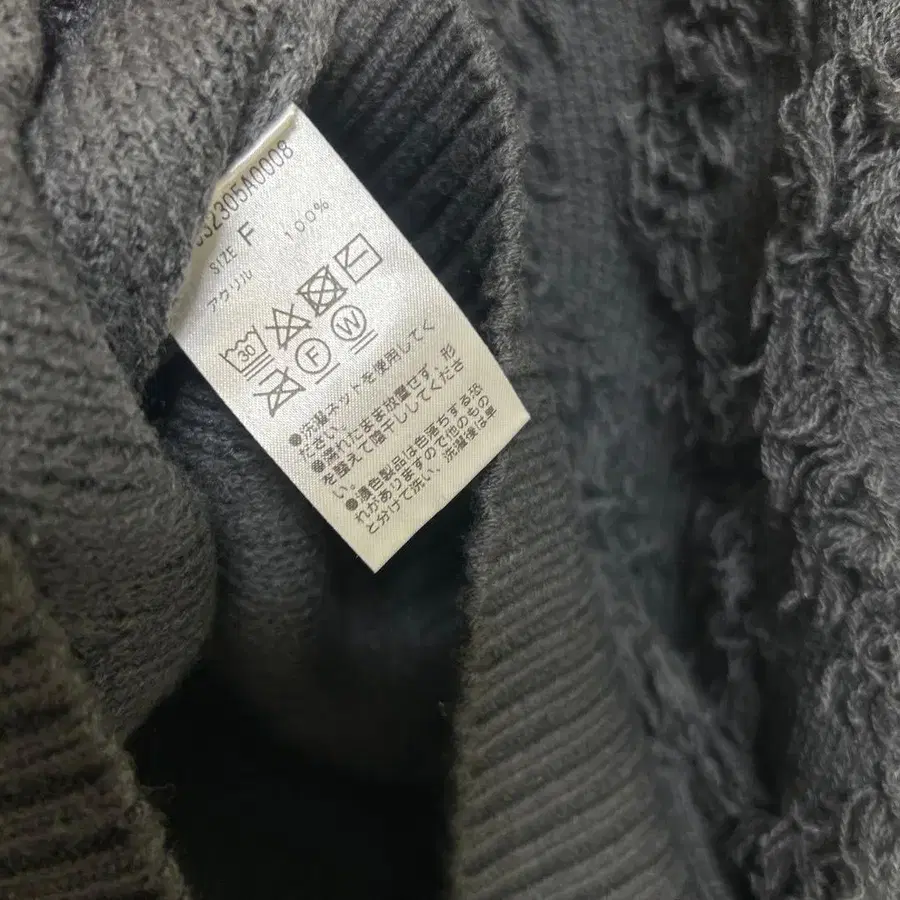 32305A0008
SIZE F
アクリル 100%
30
F W
●洗濯ネットを使用してく
ださい。
●濡れたまま放置せず、形
を整えて陰干ししてくださ
い。
●濃色製品は色落ちする恐
れがありますので他のもの
と分けて洗い、洗濯後は単